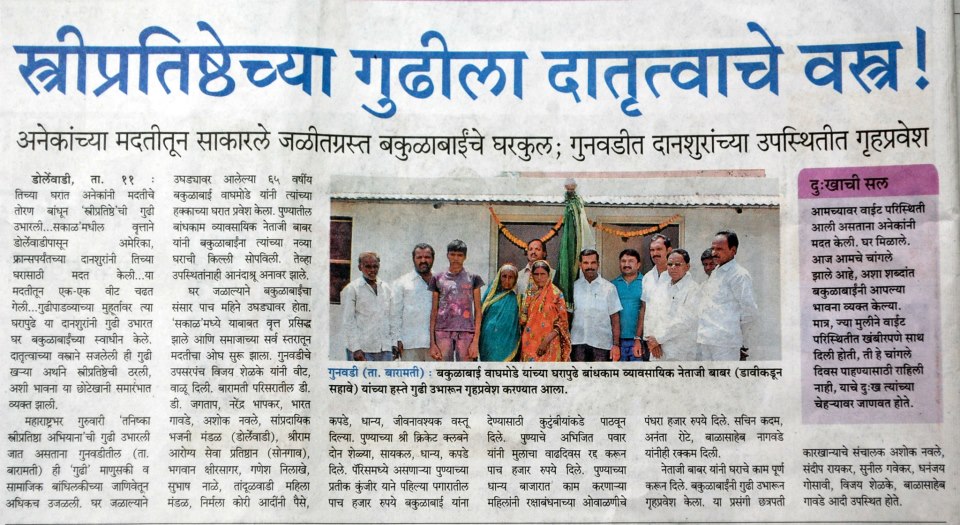 स्त्रीप्रतिष्ठेच्या गुढीला दातृत्वाचे वस्त्र!
अनेकांच्या मदतीतून साकारले जळीतग्रस्त बकुळाबाईंचे घरकुल; गुनवडीत दानशुरांच्या उपस्थितीत गृहप्रवेश
डोर्लेवाडी, ता. ११ :
तिच्या घरात अनेकांनी मदतीचे
तोरण बांधून 'स्त्रीप्रतिष्ठे'ची गुढी
उभारली...सकाळ'मधील वृत्ताने
डोर्लेवाडीपासून अमेरिका,
फ्रान्सपर्यंतच्या दानशुरांनी तिच्या
घरासाठी मदत केली...या
मदतीतून एक-एक वीट चढत
गेली...गुढीपाडव्याच्या मुहूर्तावर त्या
घरापुढे या दानशुरांनी गुढी उभारत
घर बकुळाबाईंच्या स्वाधीन केले.
दातृत्वाच्या वस्त्राने सजलेली ही गुढी
खऱ्या अर्थाने स्त्रीप्रतिष्ठेची ठरली,
अशी भावना या छोटेखानी समारंभात
व्यक्त झाली.
महाराष्ट्रभर गुरुवारी 'तनिष्का
स्त्रीप्रतिष्ठा अभियाना'ची गुढी उभारली
जात असताना गुनवडीतील (ता.
बारामती) ही 'गुढी' माणुसकी व
सामाजिक बांधिलकीच्या जाणिवेतून
अधिकच उजळली. घर जळाल्याने
उघड्यावर आलेल्या ६५ वर्षीय
बकुळाबाई वाघमोडे यांनी त्यांच्या
हक्काच्या घरात प्रवेश केला. पुण्यातील
बांधकाम व्यावसायिक नेताजी बाबर
यांनी बकुळाबाईंना त्यांच्या नव्या
घराची किल्ली सोपविली. तेव्हा
उपस्थितांनाही आनंदाश्रू अनावर झाले.
घर जळाल्याने बकुळाबाईंचा
संसार पाच महिने उघड्यावर होता.
'सकाळ'मध्ये याबाबत वृत्त प्रसिद्ध
झाले आणि समाजाच्या सर्व स्तरातून
मदतीचा ओघ सुरू झाला. गुनवडीचे
उपसरपंच विजय शेळके यांनी वीट,
वाळू दिली. बारामती परिसरातील डी.
डी. जगताप, नरेंद्र भापकर, भारत
गावडे, अशोक नवले, सांप्रदायिक
भजनी मंडळ (डोर्लेवाडी), श्रीराम
आरोग्य सेवा प्रतिष्ठान (सोनगाव),
भगवान क्षीरसागर, गणेश निलाखे,
सुभाष नाळे, तांदूळवाडी महिला
मंडळ, निर्मला कोरी आदींनी पैसे,
गुनवडी (ता. बारामती) : बकुळाबाई वाघमोडे यांच्या घरापुढे बांधकाम व्यावसायिक नेताजी बाबर (डावीकडून
सहावे) यांच्या हस्ते गुढी उभारून गृहप्रवेश करण्यात आला.
कपडे, धान्य, जीवनावश्यक वस्तू
दिल्या. पुण्याच्या श्री क्रिकेट क्लबने
दोन शेळ्या, सायकल, धान्य, कपडे
दिले. पॅरिसमध्ये असणाऱ्या पुण्याच्या
प्रतीक कुंजीर याने पहिल्या पगारातील
पाच हजार रुपये बकुळाबाई यांना
देण्यासाठी कुटुंबीयांकडे पाठवून
दिले. पुण्याचे अभिजित पवार
यांनी मुलाचा वाढदिवस रद्द करून
पाच हजार रुपये दिले. पुण्याच्या
धान्य बाजारात काम करणाऱ्या
महिलांनी रक्षाबंधनाच्या ओवाळणीचे
पंधरा हजार रुपये दिले. सचिन कदम,
अनंता रोटे, बाळासाहेब नागवडे
यांनीही रक्कम दिली.
नेताजी बाबर यांनी घराचे काम पूर्ण
करून दिले. बकुळाबाईंनी गुढी उभारून
गृहप्रवेश केला. या प्रसंगी छत्रपती
कारखान्याचे संचालक अशोक नवले,
संदीप रायकर, सुनील गवेकर, धनंजय
गोसावी, विजय शेळके, बाळासाहेब
गावडे आदी उपस्थित होते.
दुःखाची सल
आमच्यावर वाईट परिस्थिती
आली असताना अनेकांनी
मदत केली. घर मिळाले.
आज आमचे चांगले
झाले आहे, अशा शब्दांत
बकुळाबाईंनी आपल्या
भावना व्यक्त केल्या.
मात्र, ज्या मुलीने वाईट
परिस्थितीत खंबीरपणे साथ
दिली होती, ती हे चांगले
दिवस पाहण्यासाठी राहिली
नाही, याचे दुःख त्यांच्या
चेहऱ्यावर जाणवत होते.